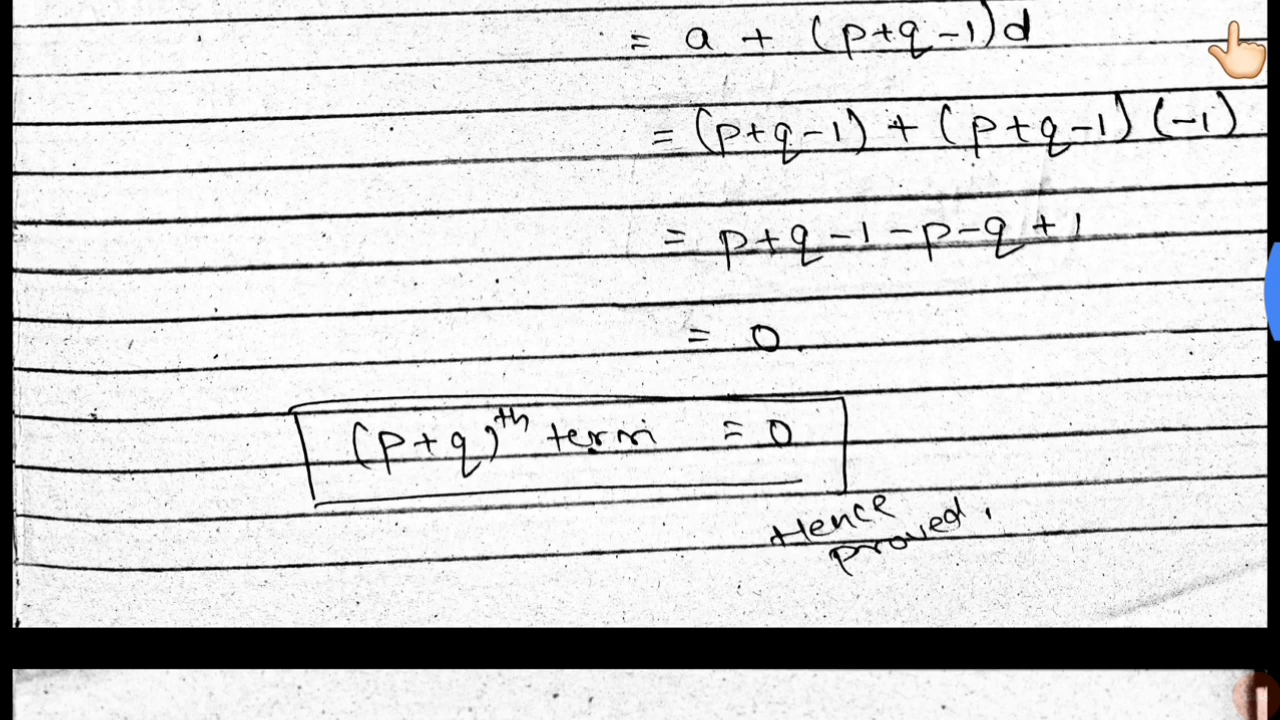 = a + (p+q-1)d
= (p+q-1) + (p+q-1) (-1)
= p+q-1-p-q+1
= 0.
(p+q)th term = 0
Hence
proved.